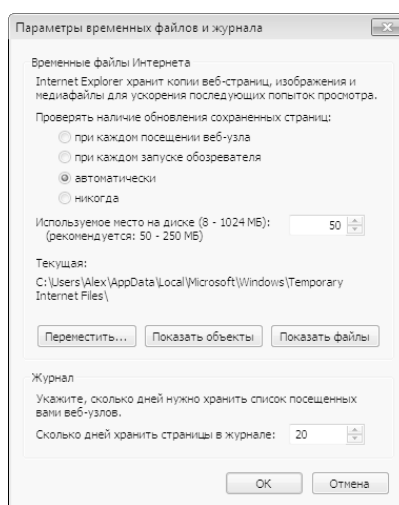 Параметры временных файлов и журнала
Временные файлы Интернета
Internet Explorer хранит копии веб-страниц, изображения и
медиафайлы для ускорения последующих попыток просмотра.
Проверять наличие обновления сохраненных страниц:
при каждом посещении веб-узла
при каждом запуске обозревателя
автоматически
никогда
Используемое место на диске (8 - 1024 МБ): 50
(рекомендуется: 50 - 250 МБ)
Текущая:
C:\Users\Alex\AppData\Local\Microsoft\Windows\Temporary
Internet Files\
Переместить... Показать объекты Показать файлы
Журнал
Укажите, сколько дней нужно хранить список посещенных
вами веб-узлов.
Сколько дней хранить страницы в журнале: 20
ОК Отмена